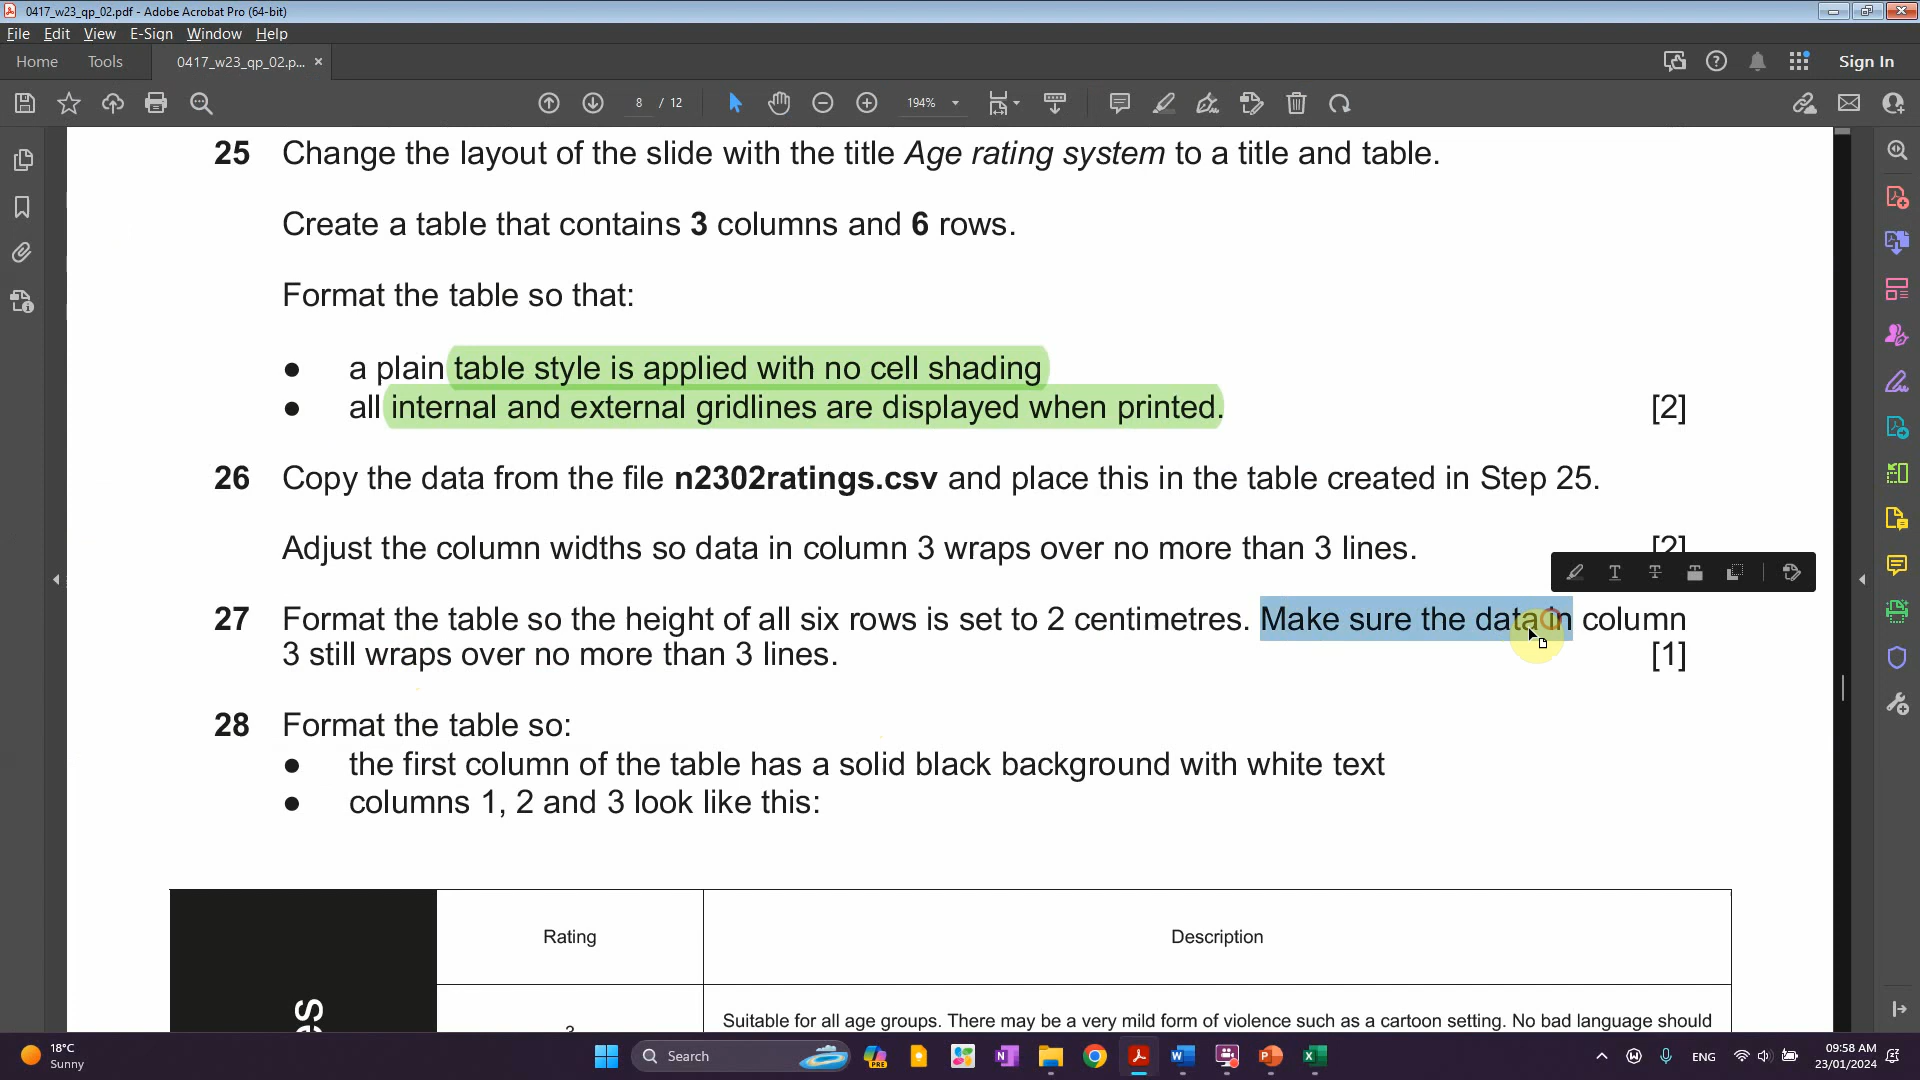 0417_w23_qp_02.pdf - Adobe Acrobat Pro (64-bit)
File Edit View E-Sign Window Help
Home Tools 0417_w23_qp_02.p... × Sign In
8 / 12 194%
25 Change the layout of the slide with the title Age rating system to a title and table.
Create a table that contains 3 columns and 6 rows.
Format the table so that:
● a plain table style is applied with no cell shading
● all internal and external gridlines are displayed when printed. [2]
26 Copy the data from the file n2302ratings.csv and place this in the table created in Step 25.
Adjust the column widths so data in column 3 wraps over no more than 3 lines. [2]
27 Format the table so the height of all six rows is set to 2 centimetres. Make sure the data in column
3 still wraps over no more than 3 lines. [1]
28 Format the table so:
● the first column of the table has a solid black background with white text
● columns 1, 2 and 3 look like this:
Rating Description
es
3 Suitable for all age groups. There may be a very mild form of violence such as a cartoon setting. No bad language should
18°C
Sunny
Search
PRE
ENG
09:58 AM
23/01/2024